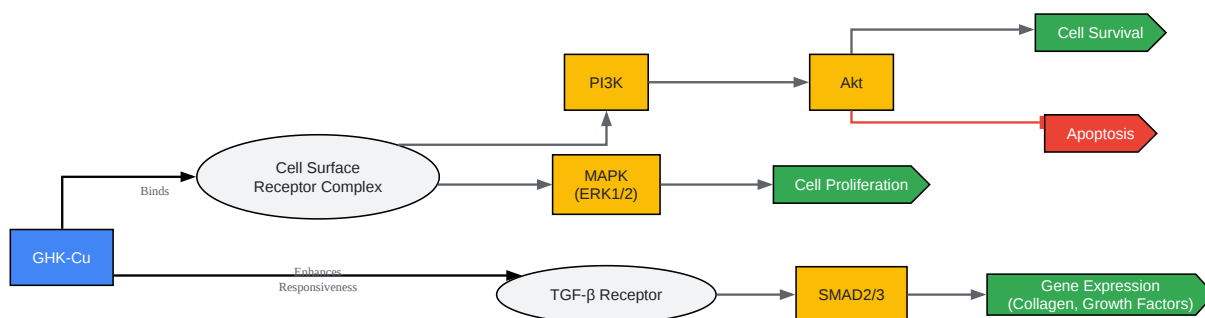 Cell Survival
PI3K
Akt
Apoptosis
Cell Surface
Receptor Complex
MAPK
(ERK1/2)
Cell Proliferation
Binds
GHK-Cu
Enhances
Responsiveness
TGF-β Receptor
SMAD2/3
Gene Expression
(Collagen, Growth Factors)